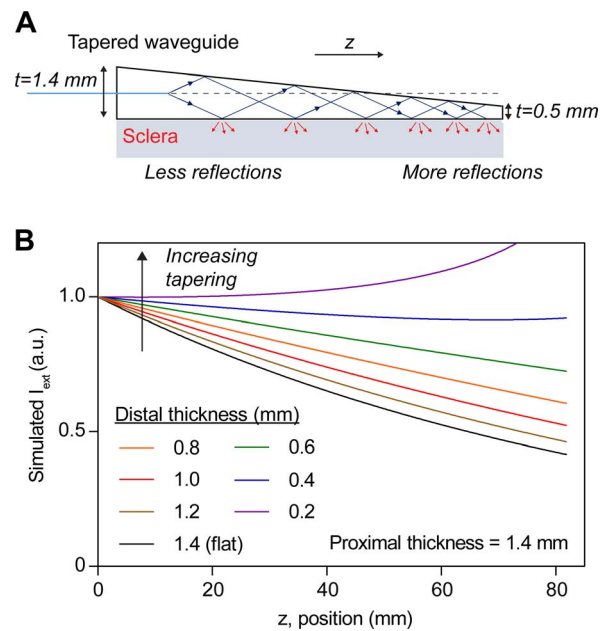 A
Tapered waveguide
z
t=1.4 mm
t=0.5 mm
Sclera
Less reflections
More reflections
B
Increasing
tapering
1.0
0.5
0
Simulated I_ext (a.u.)
Distal thickness (mm)
0.8
0.6
1.0
0.4
1.2
0.2
1.4 (flat)
Proximal thickness = 1.4 mm
0
20
40
60
80
z, position (mm)